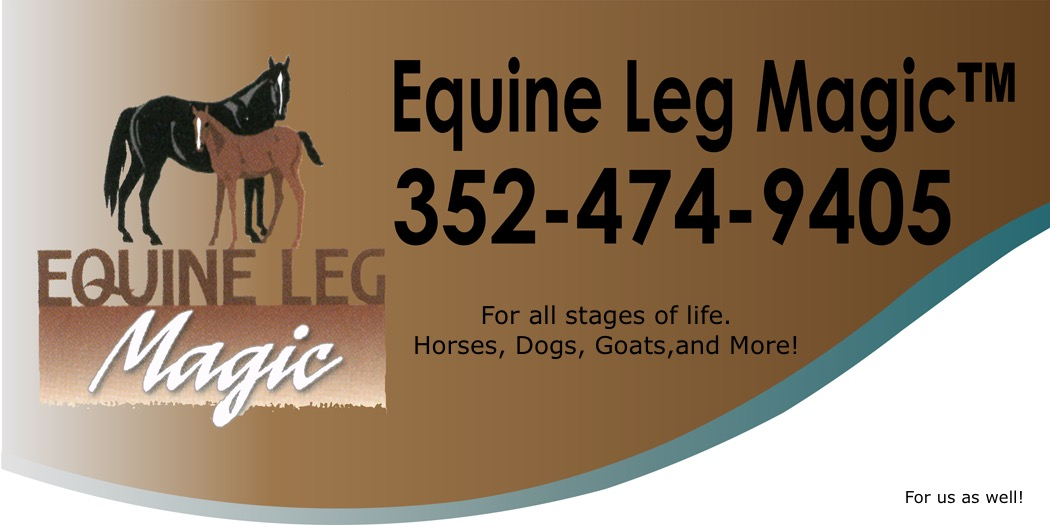 Equine Leg Magic™
352-474-9405
EQUINE LEG
Magic
For all stages of life.
Horses, Dogs, Goats,and More!
For us as well!